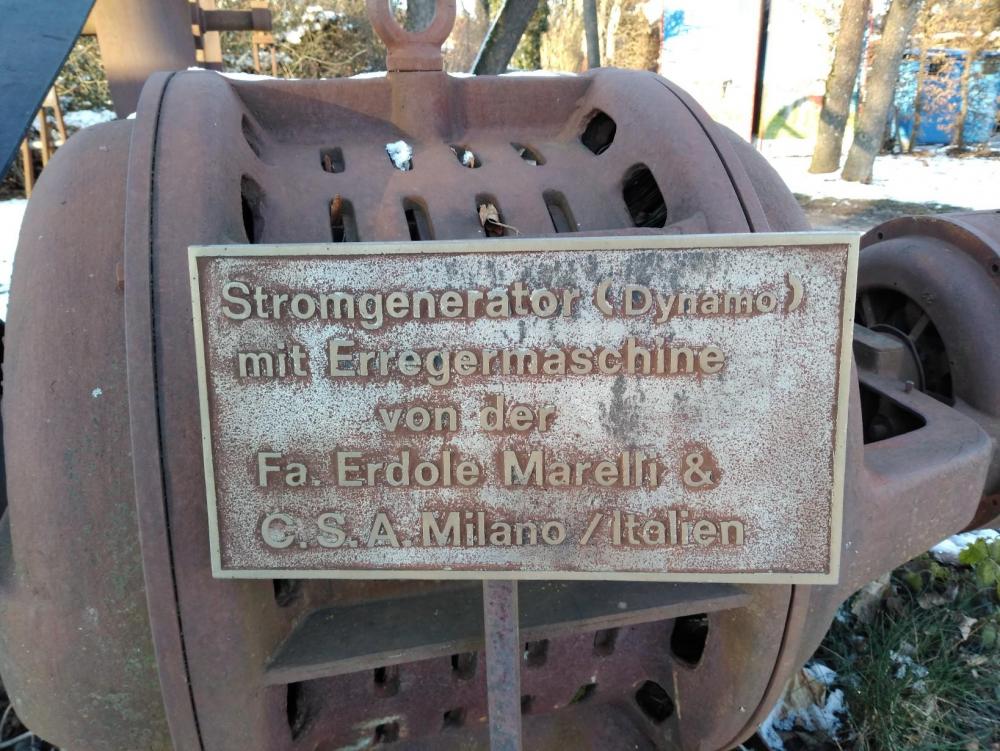 Stromgenerator (Dynamo)
mit Erregermaschine
von der
Fa. Erdole Marelli &
C.S.A. Milano / Italien